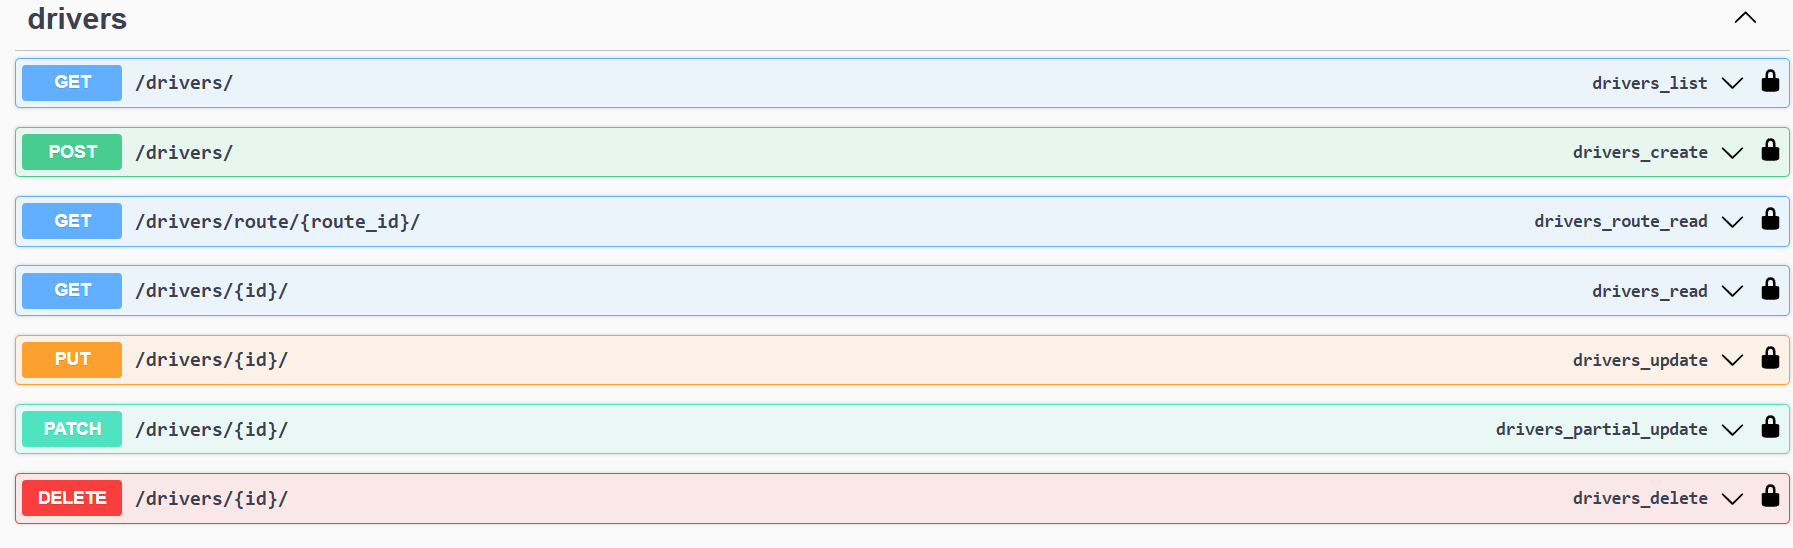 drivers
GET /drivers/ drivers_list
POST /drivers/ drivers_create
GET /drivers/route/{route_id}/ drivers_route_read
GET /drivers/{id}/ drivers_read
PUT /drivers/{id}/ drivers_update
PATCH /drivers/{id}/ drivers_partial_update
DELETE /drivers/{id}/ drivers_delete